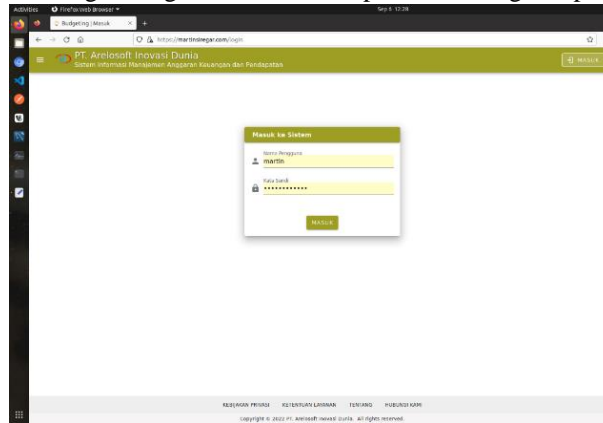 Activities Firefox Web Browser Sep 6 12:28
Budgeting | Masuk
https://martinsiregar.com/login
PT. Arelosoft Inovasi Dunia
Sistem Informasi Manajemen Anggaran Keuangan dan Pendapatan
MASUK
Masuk ke Sistem
Nama Pengguna
martin
Kata Sandi
MASUK
KEBIJAKAN PRIVASI KETENTUAN LAYANAN TENTANG HUBUNGI KAMI
Copyright © 2022 PT. Arelosoft Inovasi Dunia. All rights reserved.